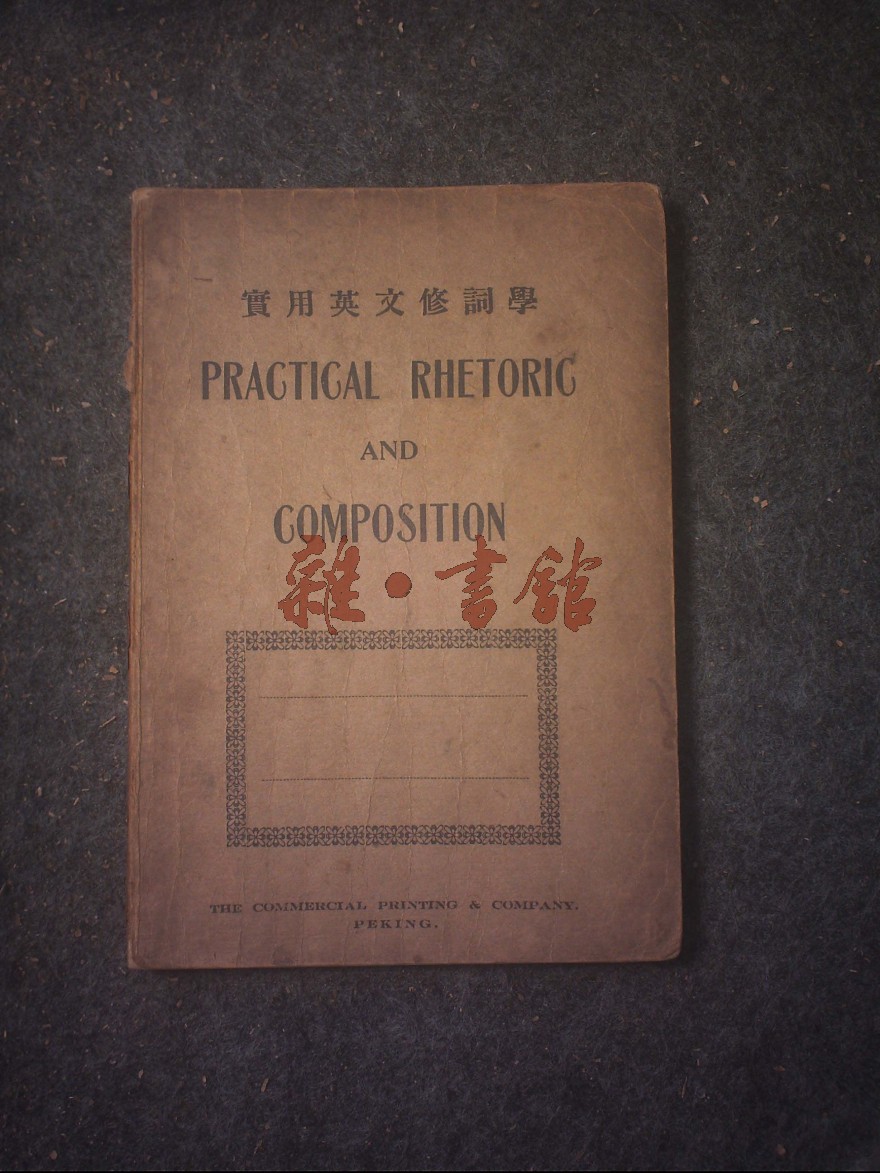 實用英文修詞學
PRACTICAL RHETORIC
AND
COMPOSITION
雜·書館
THE COMMERCIAL PRINTING & COMPANY.
PEKING.